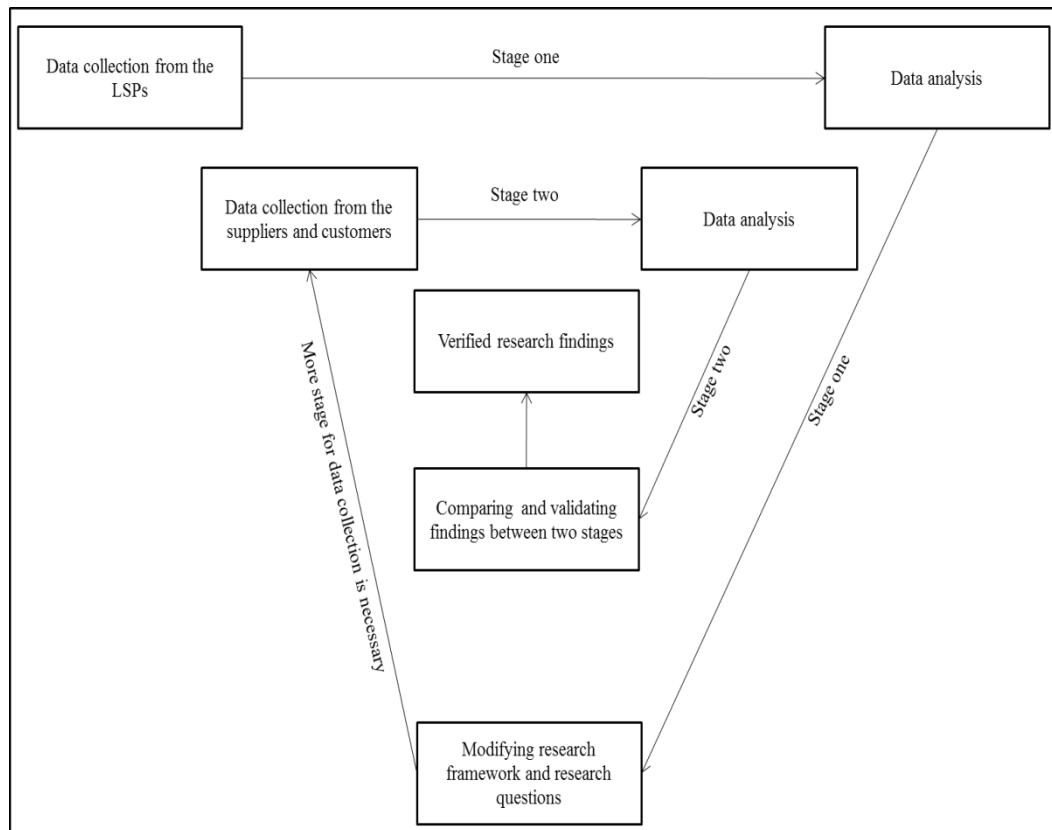 Data collection from the
LSPs
Stage one
Data analysis
Data collection from the
suppliers and customers
Stage two
Data analysis
Verified research findings
Stage two
Stage one
More stage for data collection is necessary
Comparing and validating
findings between two stages
Modifying research
framework and research
questions